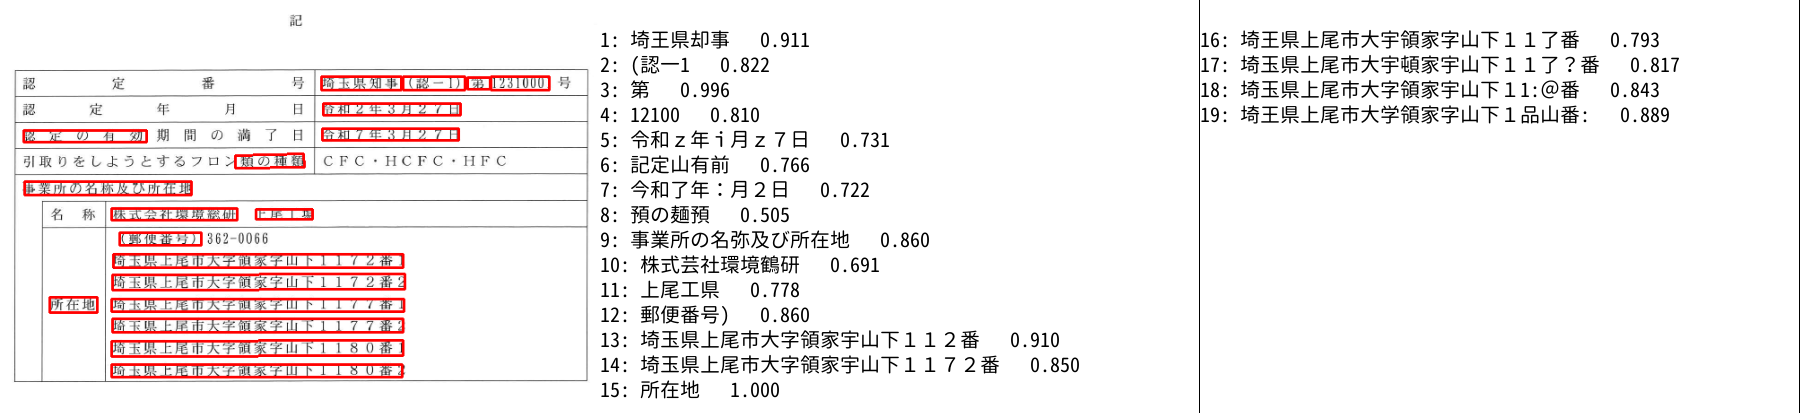 記
認定番号 埼玉県知事(認一1)第1231000号
認定年月日 令和2年3月27日
認定の有効期間の満了日 令和7年3月27日
引取りをしようとするフロン類の種類 CFC・HCFC・HFC
事業所の名称及び所在地
名称 株式会社環境総研 上尾工場
所在地
(郵便番号)362-0066
埼玉県上尾市大字領家字山下1172番1
埼玉県上尾市大字領家字山下1172番2
埼玉県上尾市大字領家字山下1177番1
埼玉県上尾市大字領家字山下1177番2
埼玉県上尾市大字領家字山下1180番1
埼玉県上尾市大字領家字山下1180番2
1: 埼王県却事 0.911
2: (認一1 0.822
3: 第 0.996
4: 12100 0.810
5: 令和ｚ年ｉ月ｚ７日 0.731
6: 記定山有前 0.766
7: 今和了年：月２日 0.722
8: 預の麺預 0.505
9: 事業所の名弥及び所在地 0.860
10: 株式芸社環境鶴研 0.691
11: 上尾工県 0.778
12: 郵便番号) 0.860
13: 埼玉県上尾市大字領家宇山下１１２番 0.910
14: 埼玉県上尾市大字領家宇山下１１７２番 0.850
15: 所在地 1.000
16: 埼王県上尾市大宇領家字山下１１了番 0.793
17: 埼玉県上尾市大宇頓家字山下１１了？番 0.817
18: 埼玉県上尾市大字領家字山下１1:@番 0.843
19: 埼玉県上尾市大学領家字山下１品山番: 0.889